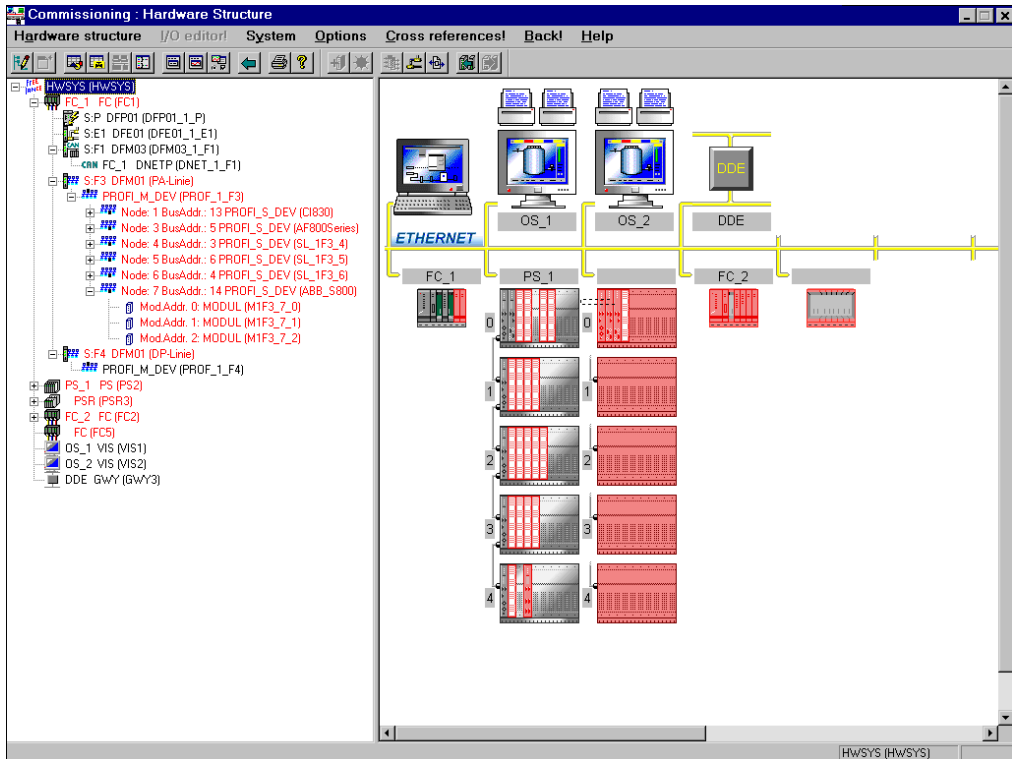 Commissioning : Hardware Structure
Hardware structure I/O editor! System Options Cross references! Back! Help
HWSYS (HWSYS)
FC_1 FC (FC1)
S:P DFP01 (DFP01_1_P)
S:E1 DFE01 (DFE01_1_E1)
S:F1 DFM03 (DFM03_1_F1)
CAN FC_1 DNETP (DNET_1_F1)
S:F3 DFM01 (PA-Linie)
PROFI_M_DEV (PROF_1_F3)
Node: 1 BusAddr.: 13 PROFI_S_DEV (CI830)
Node: 3 BusAddr.: 5 PROFI_S_DEV (AF800Series)
Node: 4 BusAddr.: 3 PROFI_S_DEV (SL_1F3_4)
Node: 5 BusAddr.: 6 PROFI_S_DEV (SL_1F3_5)
Node: 6 BusAddr.: 4 PROFI_S_DEV (SL_1F3_6)
Node: 7 BusAddr.: 14 PROFI_S_DEV (ABB_S800)
Mod.Addr. 0: MODUL (M1F3_7_0)
Mod.Addr. 1: MODUL (M1F3_7_1)
Mod.Addr. 2: MODUL (M1F3_7_2)
S:F4 DFM01 (DP-Linie)
PROFI_M_DEV (PROF_1_F4)
PS_1 PS (PS2)
PSR (PSR3)
FC_2 FC (FC2)
FC (FC5)
OS_1 VIS (VIS1)
OS_2 VIS (VIS2)
DDE GWY (GWY3)
DDE
OS_1 OS_2 DDE
ETHERNET
FC_1 PS_1 FC_2
0 0
1 1
2 2
3 3
4 4
HWSYS (HWSYS)